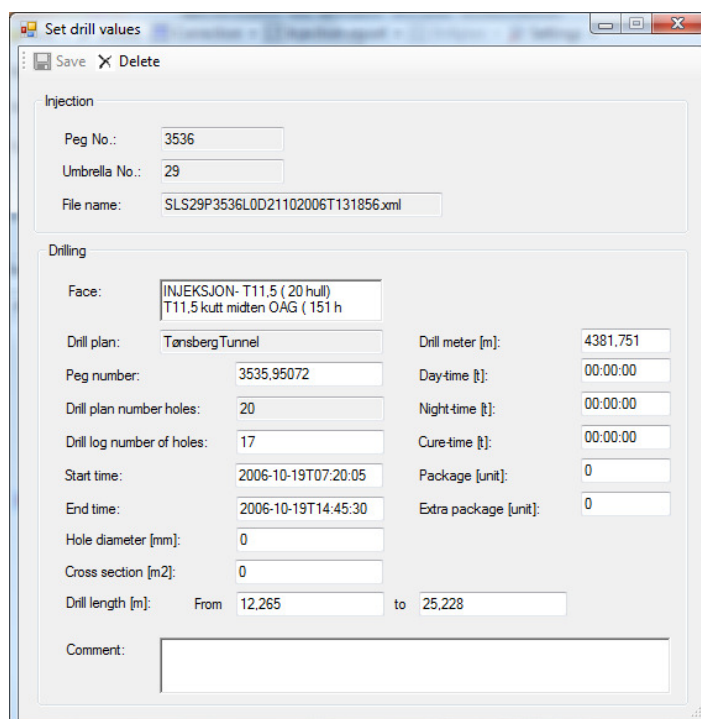 Set drill values
Save Delete
Injection
Peg No.: 3536
Umbrella No.: 29
File name: SLS29P3536L0D21102006T131856.xml
Drilling
Face: INJEKSJON- T11,5 ( 20 hull)
T11,5 kutt midten OAG ( 151 h
Drill plan: TønsbergTunnel Drill meter [m]: 4381,751
Peg number: 3535,95072 Day-time [t]: 00:00:00
Drill plan number holes: 20 Night-time [t]: 00:00:00
Drill log number of holes: 17 Cure-time [t]: 00:00:00
Start time: 2006-10-19T07:20:05 Package [unit]: 0
End time: 2006-10-19T14:45:30 Extra package [unit]: 0
Hole diameter [mm]: 0
Cross section [m2]: 0
Drill length [m]: From 12,265 to 25,228
Comment: